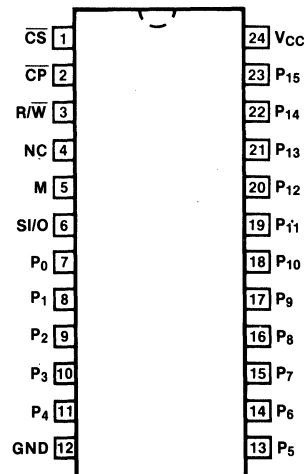 C̅S̅ 1 24 VCC
C̅P̅ 2 23 P15
R/W̅ 3 22 P14
NC 4 21 P13
M 5 20 P12
SI/O 6 19 P11
P0 7 18 P10
P1 8 17 P9
P2 9 16 P8
P3 10 15 P7
P4 11 14 P6
GND 12 13 P5